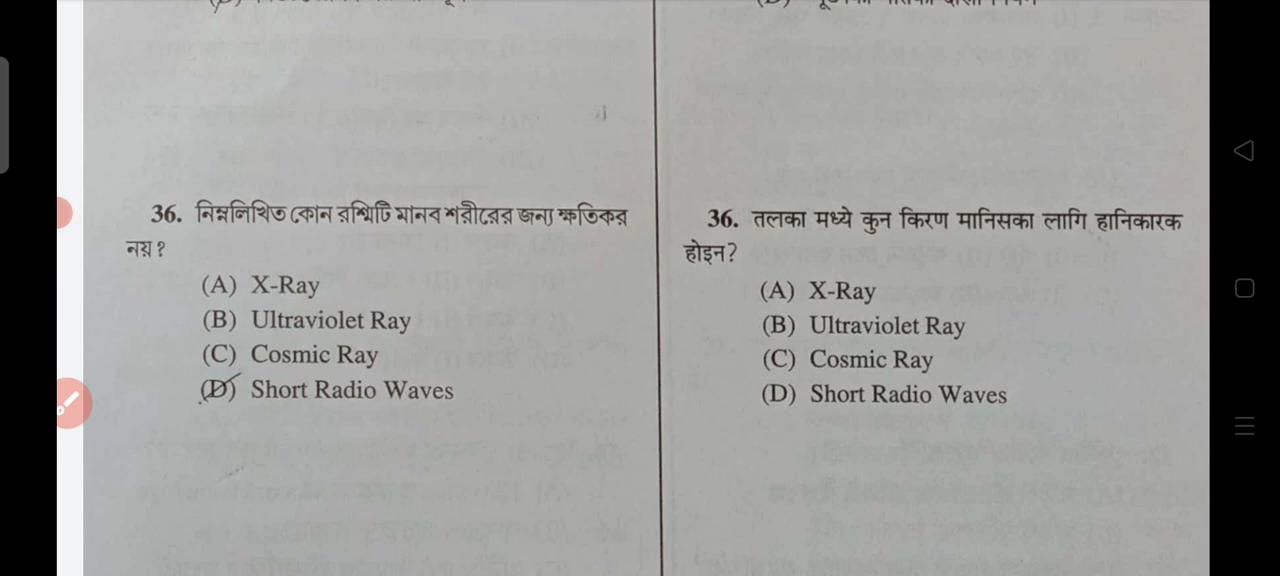 36. নিম্নলিখিত কোন রশ্মিটি মানব শরীরের জন্য ক্ষতিকর
নয়?
(A) X-Ray
(B) Ultraviolet Ray
(C) Cosmic Ray
(D) Short Radio Waves
36. तलका मध्ये कुन किरण मानिसका लागि हानिकारक
होइन?
(A) X-Ray
(B) Ultraviolet Ray
(C) Cosmic Ray
(D) Short Radio Waves